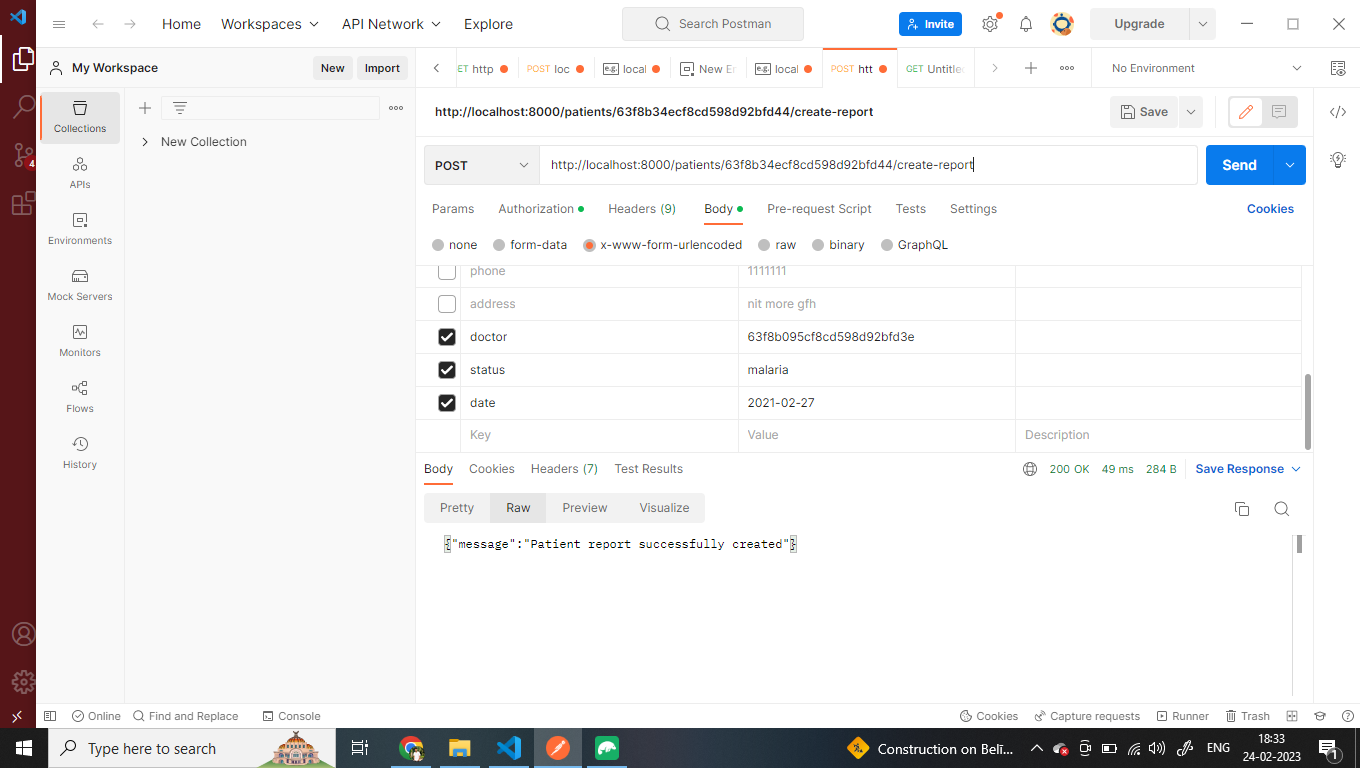 Home Workspaces API Network Explore Search Postman Invite Upgrade
My Workspace New Import
GET http POST loc local New En local POST htt GET Untitled No Environment
http://localhost:8000/patients/63f8b34ecf8cd598d92bfd44/create-report Save
Collections
New Collection
APIs
Environments
Mock Servers
Monitors
Flows
History
4
POST http://localhost:8000/patients/63f8b34ecf8cd598d92bfd44/create-report Send
Params Authorization Headers (9) Body Pre-request Script Tests Settings Cookies
none form-data x-www-form-urlencoded raw binary GraphQL
phone 1111111
address nit more gfh
doctor 63f8b095cf8cd598d92bfd3e
status malaria
date 2021-02-27
Key Value Description
Body Cookies Headers (7) Test Results 200 OK 49 ms 284 B Save Response
Pretty Raw Preview Visualize
{"message":"Patient report successfully created"}
Online Find and Replace Console Cookies Capture requests Runner Trash
Type here to search Construction on Beli... ENG 18:33
24-02-2023 1